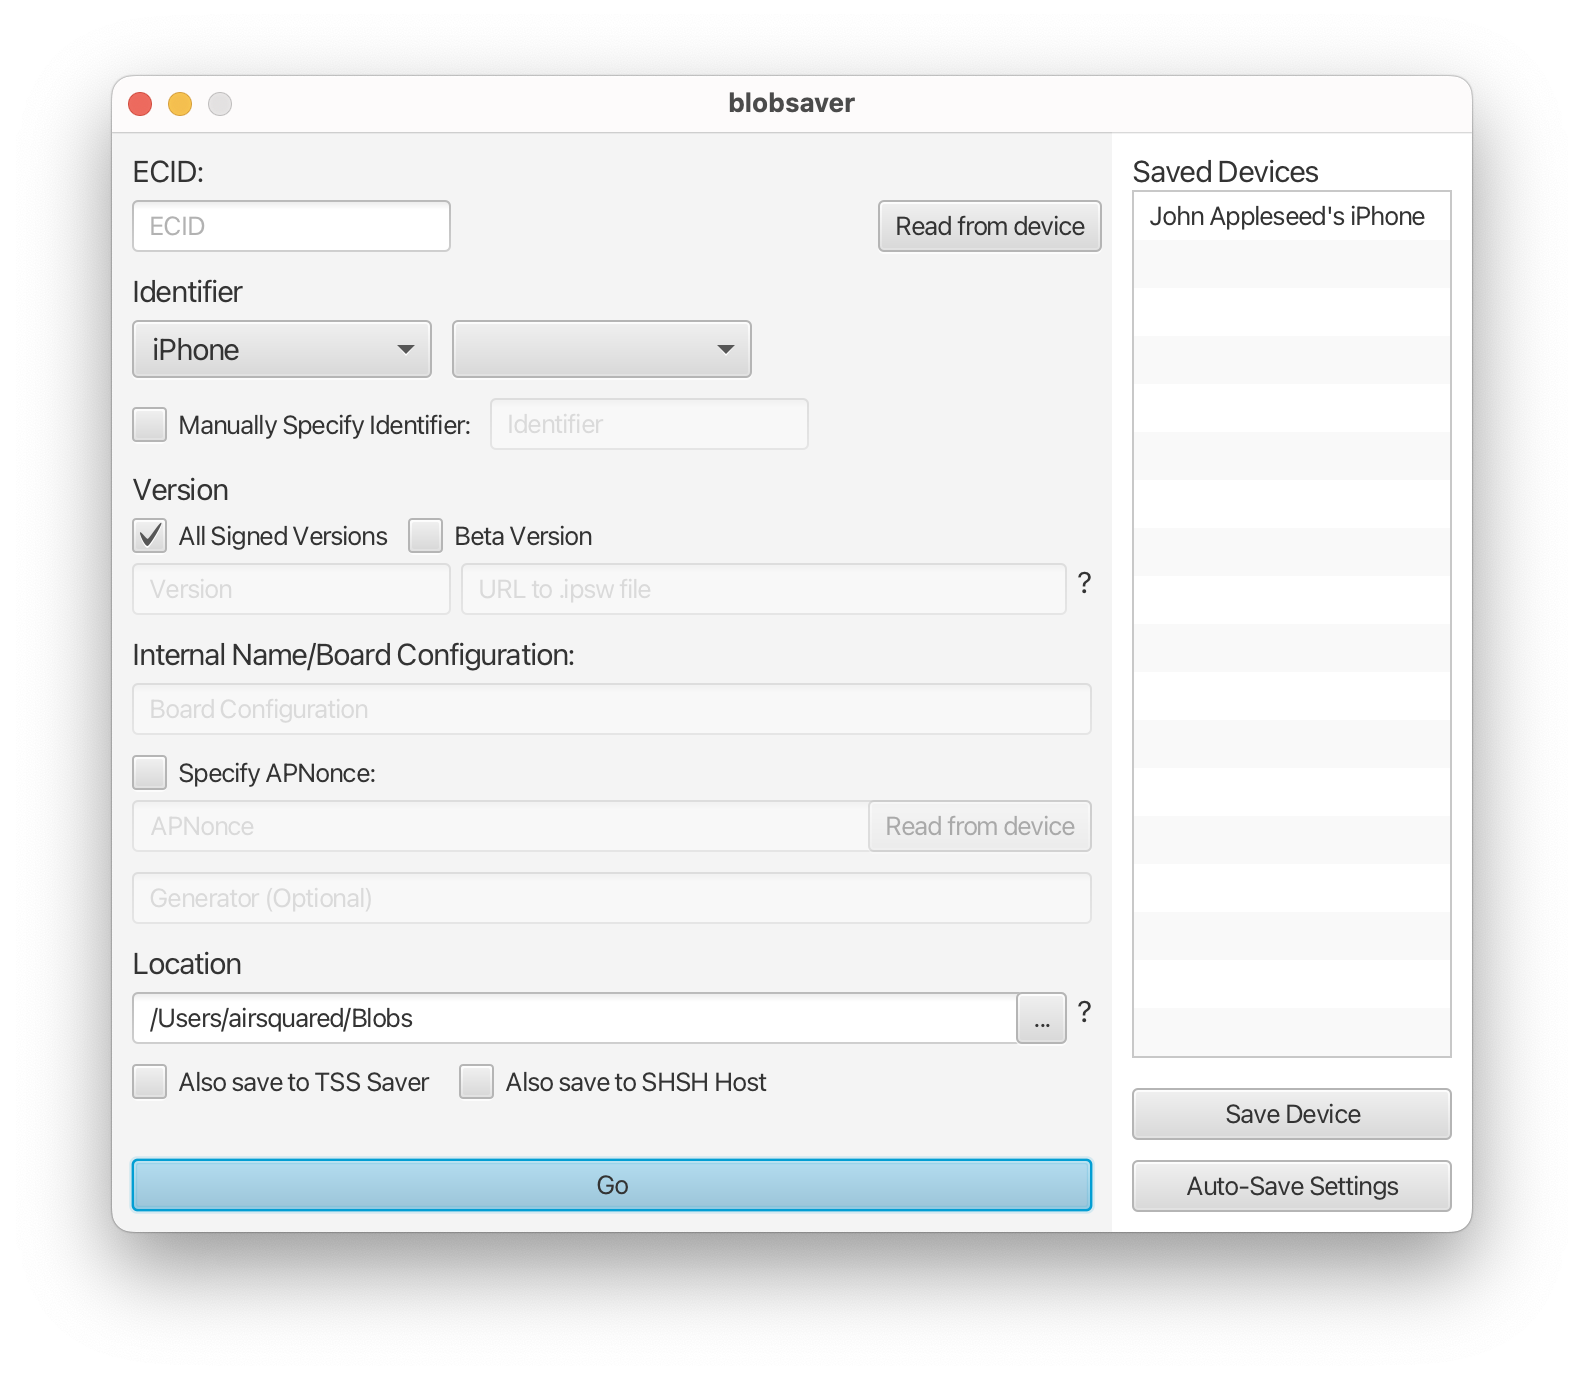 blobsaver
ECID:
ECID
Read from device
Identifier
iPhone
Manually Specify Identifier:
Identifier
Version
All Signed Versions
Beta Version
Version
URL to .ipsw file
?
Internal Name/Board Configuration:
Board Configuration
Specify APNonce:
APNonce
Read from device
Generator (Optional)
Location
/Users/airsquared/Blobs
...
?
Also save to TSS Saver
Also save to SHSH Host
Go
Saved Devices
John Appleseed's iPhone
Save Device
Auto-Save Settings